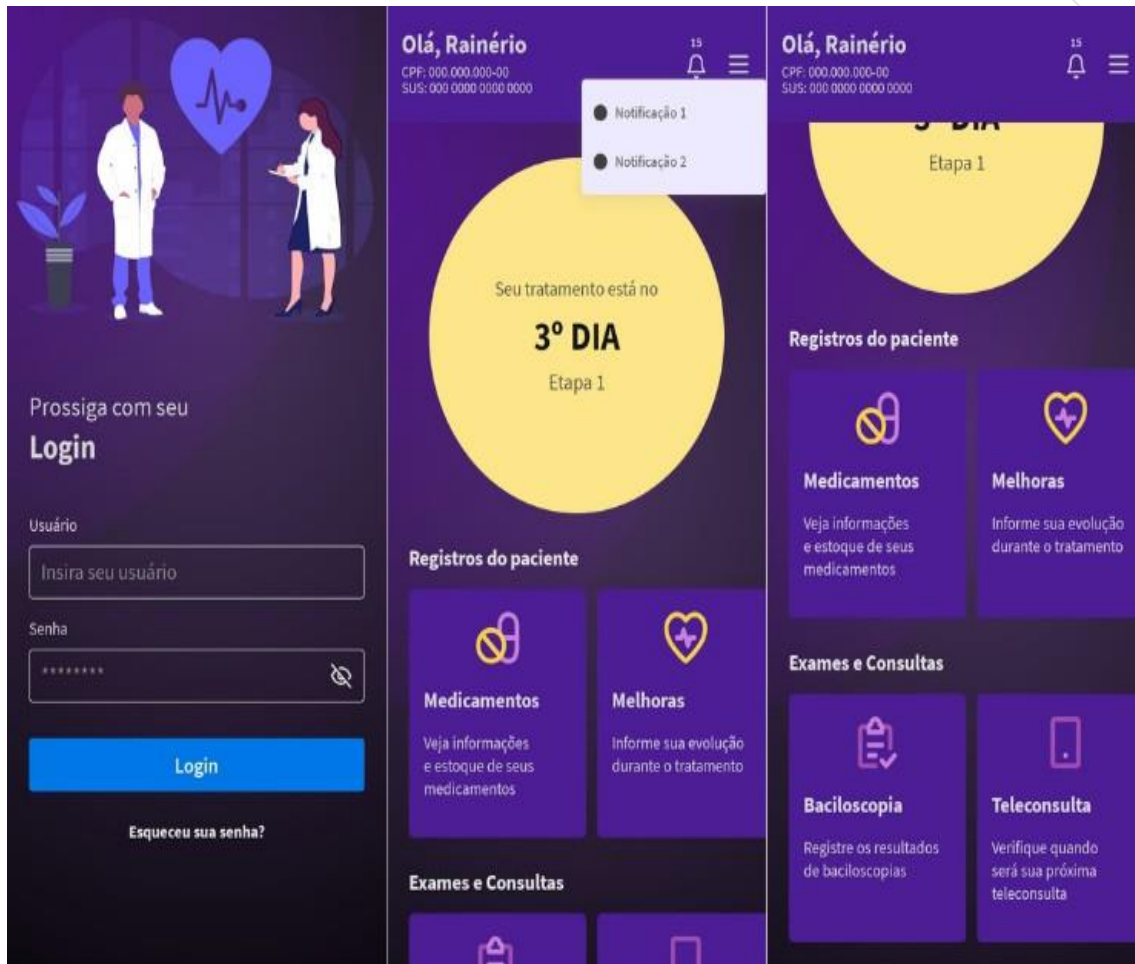 Prossiga com seu
Login
Usuário
Insira seu usuário
Senha
********
Login
Esqueceu sua senha?
Olá, Rainério
CPF: 000.000.000-00
SUS: 000 0000 0000 0000
15
Notificação 1
Notificação 2
Seu tratamento está no
3º DIA
Etapa 1
Registros do paciente
Medicamentos
Veja informações
e estoque de seus
medicamentos
Melhoras
Informe sua evolução
durante o tratamento
Exames e Consultas
Olá, Rainério
CPF: 000.000.000-00
SUS: 000 0000 0000 0000
15
3º DIA
Etapa 1
Registros do paciente
Medicamentos
Veja informações
e estoque de seus
medicamentos
Melhoras
Informe sua evolução
durante o tratamento
Exames e Consultas
Baciloscopia
Registre os resultados
de baciloscopias
Teleconsulta
Verifique quando
será sua próxima
teleconsulta